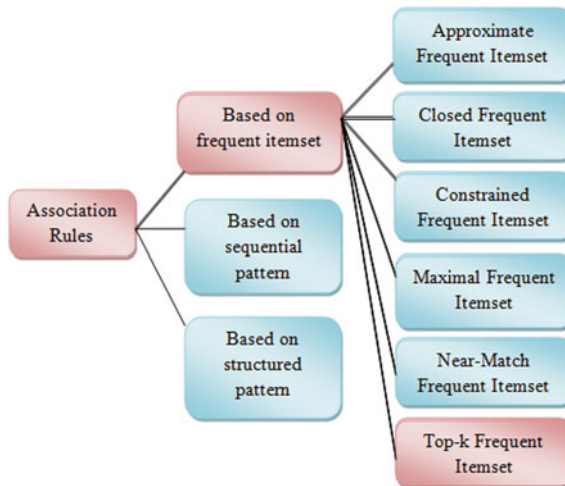 Association
Rules
Based on
frequent itemset
Based on
sequential
pattern
Based on
structured
pattern
Approximate
Frequent Itemset
Closed Frequent
Itemset
Constrained
Frequent Itemset
Maximal Frequent
Itemset
Near-Match
Frequent Itemset
Top-k Frequent
Itemset